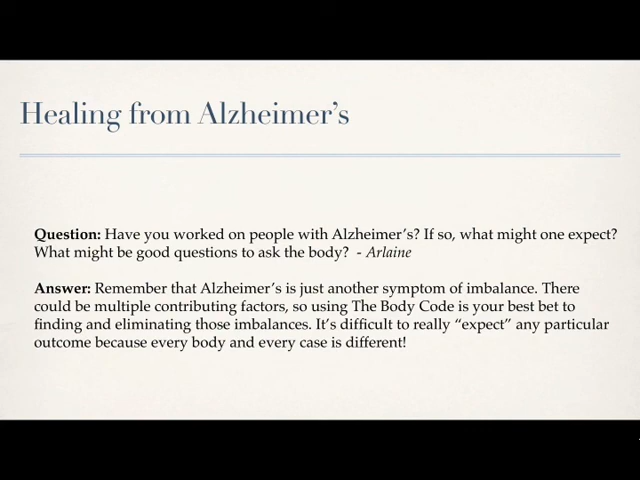 Healing from Alzheimer's
Question: Have you worked on people with Alzheimer's? If so, what might one expect?
What might be good questions to ask the body?  - Arlaine
Answer: Remember that Alzheimer's is just another symptom of imbalance. There
could be multiple contributing factors, so using The Body Code is your best bet to
finding and eliminating those imbalances. It's difficult to really “expect” any particular
outcome because every body and every case is different!